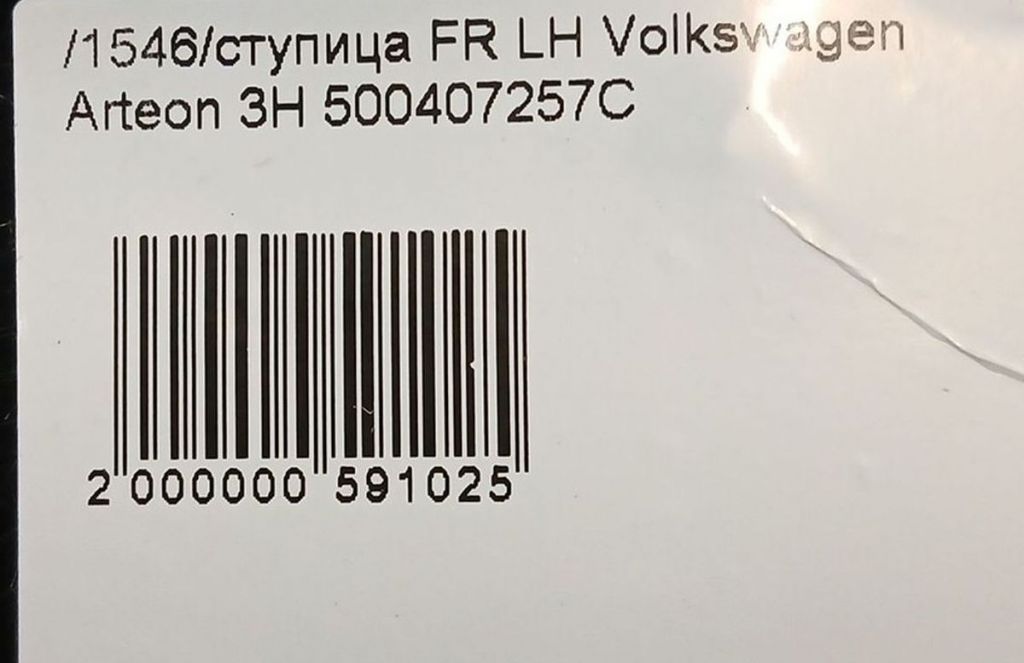 /1546/ступица FR LH Volkswagen
Arteon 3H 500407257C
2 000000 591025